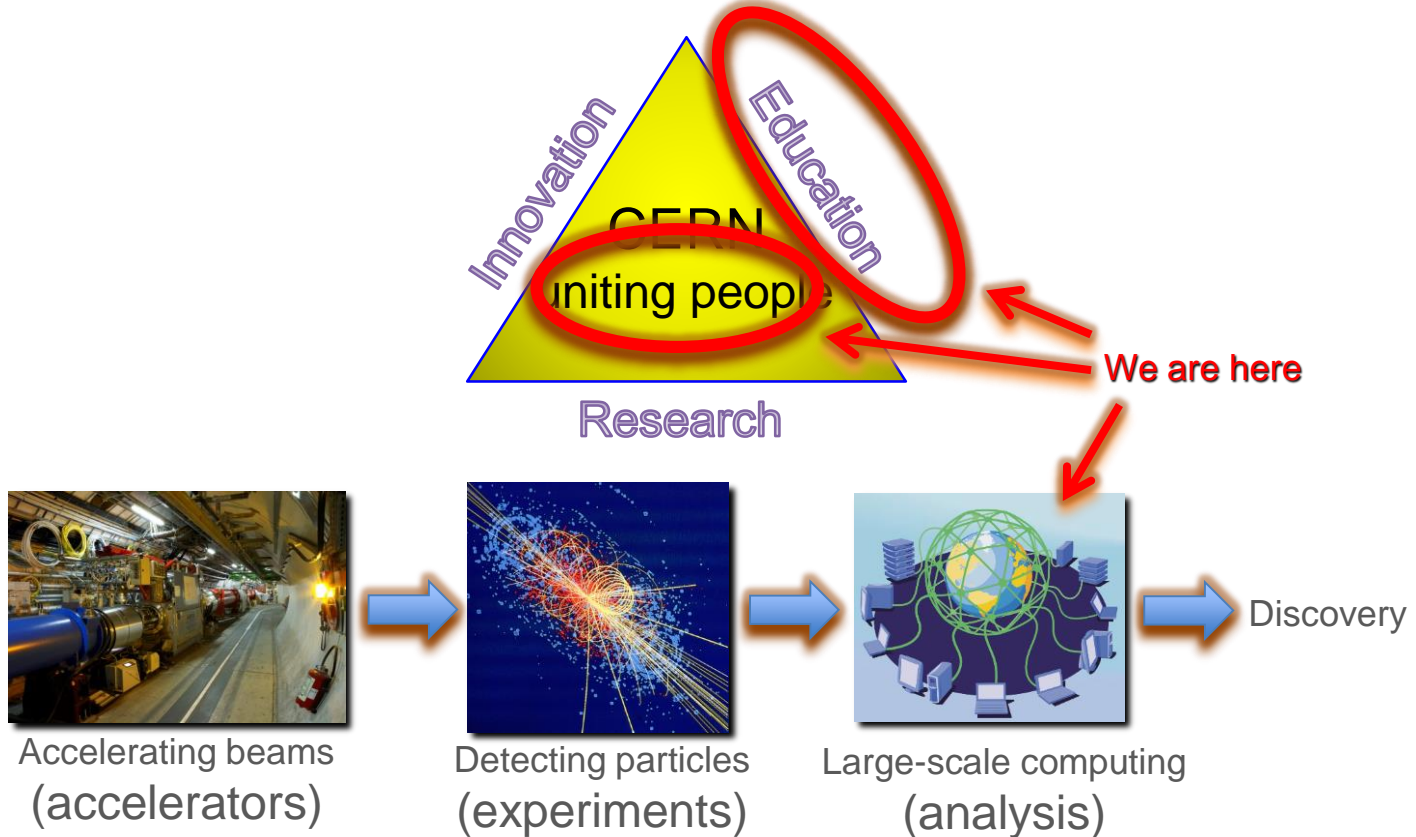 Innovation
Education
CERN
uniting people
We are here
Research
Discovery
Accelerating beams
(accelerators)
Detecting particles
(experiments)
Large-scale computing
(analysis)